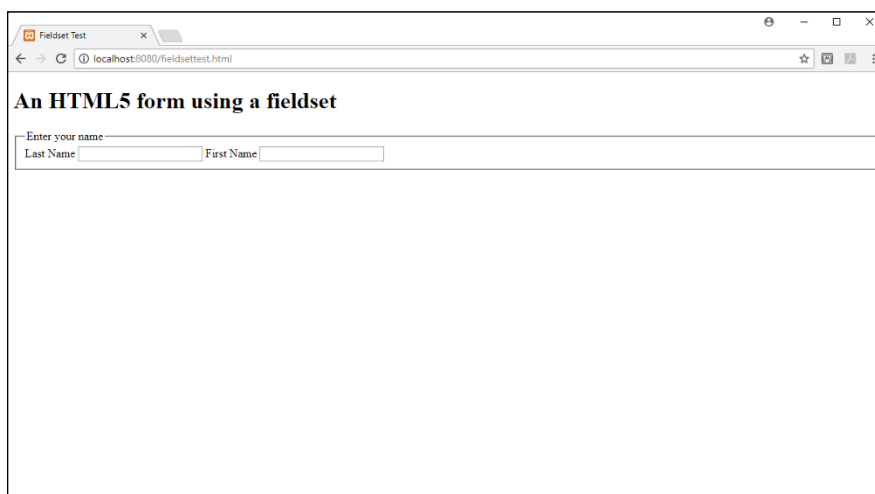 Fieldset Test
localhost:8080/fieldsettest.html
An HTML5 form using a fieldset
Enter your name
Last Name First Name